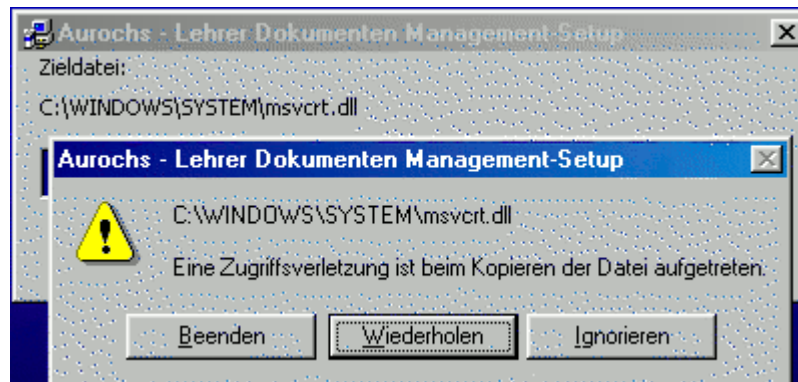 Aurochs - Lehrer Dokumenten Management-Setup
Zieldatei:
C:\WINDOWS\SYSTEM\msvcrt.dll
Aurochs - Lehrer Dokumenten Management-Setup
C:\WINDOWS\SYSTEM\msvcrt.dll
Eine Zugriffsverletzung ist beim Kopieren der Datei aufgetreten.
Beenden Wiederholen Ignorieren